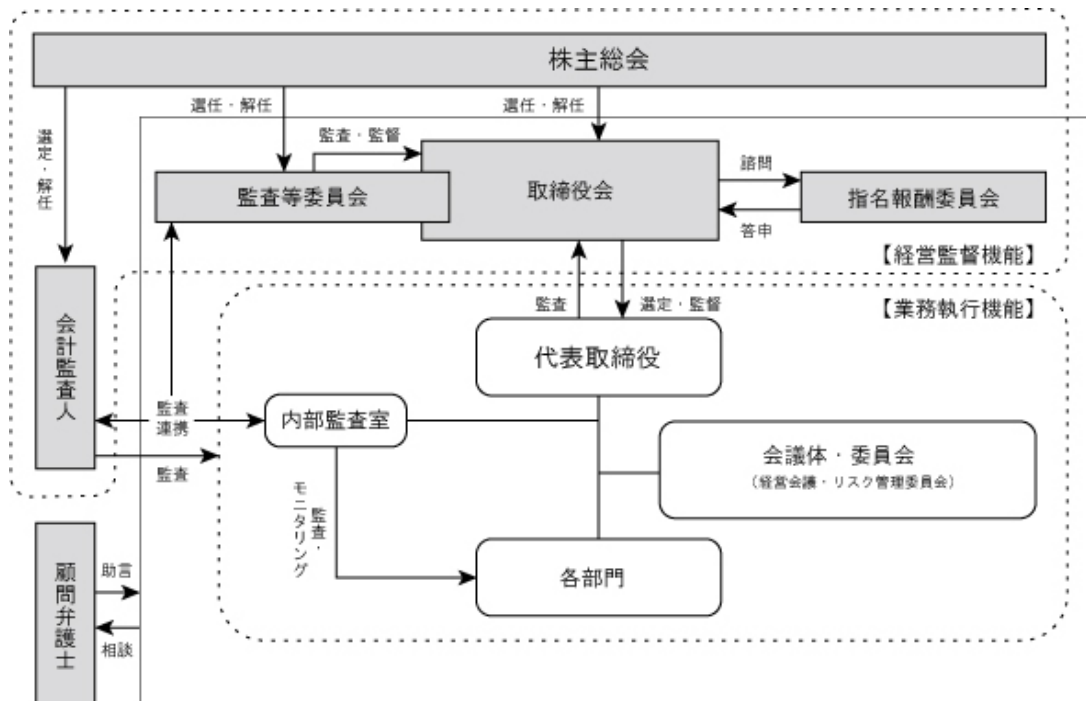 株主総会
選任・解任
選任・解任
選定・解任
監査・監督
監査等委員会
取締役会
諮問
答申
指名報酬委員会
【経営監督機能】
【業務執行機能】
監査
選定・監督
代表取締役
会計監査人
監査
連携
監査
内部監査室
会議体・委員会
(経営会議・リスク管理委員会)
監査・
モニタリング
各部門
顧問弁護士
助言
相談